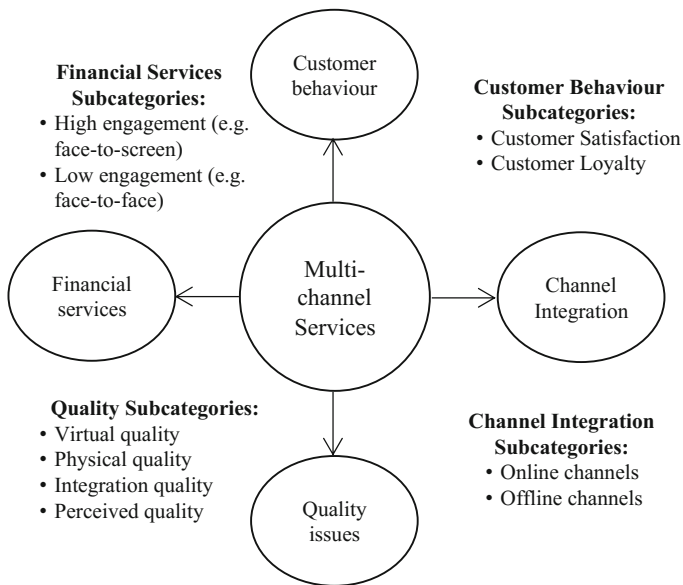 Customer
behaviour
Financial Services
Subcategories:
• High engagement (e.g.
face-to-screen)
• Low engagement (e.g.
face-to-face)
Customer Behaviour
Subcategories:
• Customer Satisfaction
• Customer Loyalty
Financial
services
Multi-
channel
Services
Channel
Integration
Quality Subcategories:
• Virtual quality
• Physical quality
• Integration quality
• Perceived quality
Channel Integration
Subcategories:
• Online channels
• Offline channels
Quality
issues